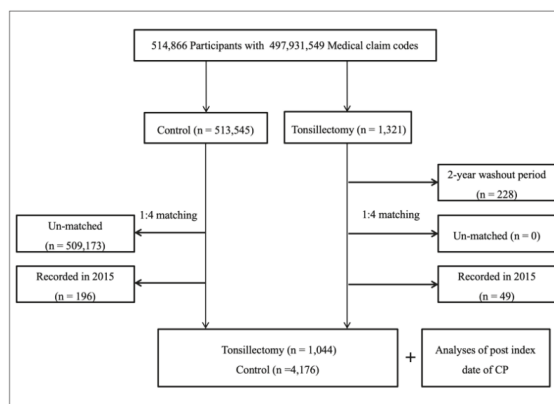 514,866 Participants with 497,931,549 Medical claim codes
Control (n = 513,545)
Tonsillectomy (n = 1,321)
2-year washout period
(n = 228)
1:4 matching
1:4 matching
Un-matched
(n = 509,173)
Un-matched (n = 0)
Recorded in 2015
(n = 196)
Recorded in 2015
(n = 49)
Tonsillectomy (n = 1,044)
Control (n =4,176)
+
Analyses of post index
date of CP